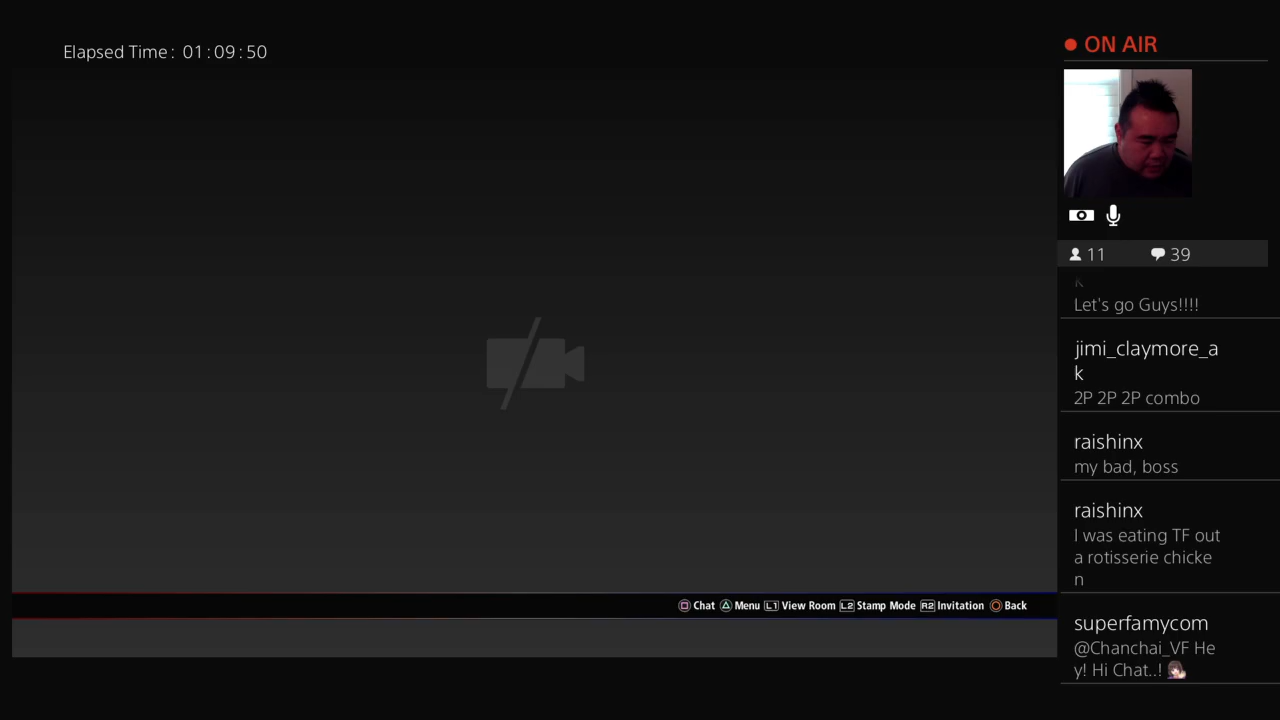 Elapsed Time: 01:09:50
ON AIR
11 39
k
Let's go Guys!!!!
jimi_claymore_a
k
2P 2P 2P combo
raishinx
my bad, boss
raishinx
I was eating TF out
a rotisserie chicke
n
superfamycom
@Chanchai_VF He
y! Hi Chat..!
Chat Menu L1 View Room L2 Stamp Mode R2 Invitation Back